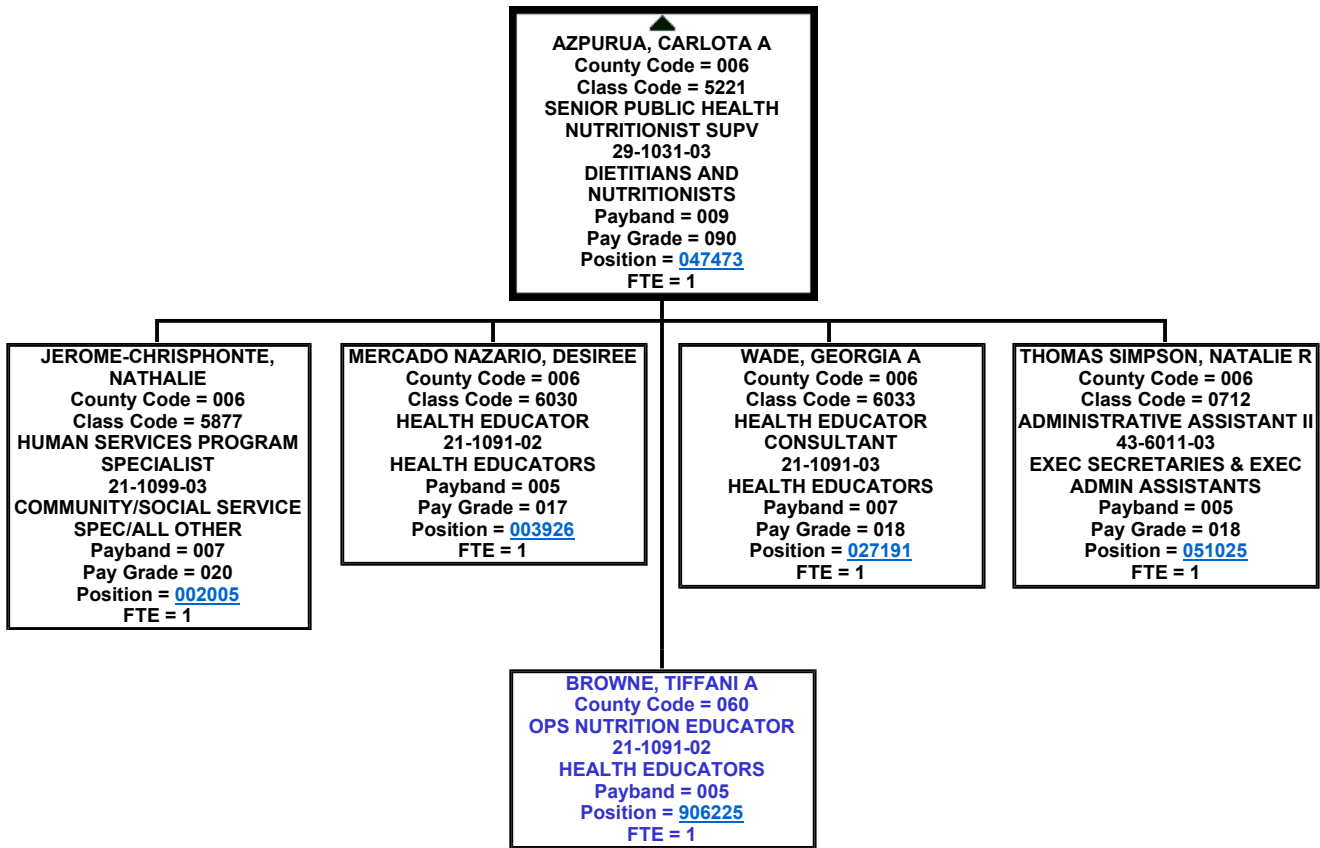 AZPURUA, CARLOTA A
County Code = 006
Class Code = 5221
SENIOR PUBLIC HEALTH
NUTRITIONIST SUPV
29-1031-03
DIETITIANS AND
NUTRITIONISTS
Payband = 009
Pay Grade = 090
Position = 047473
FTE = 1
JEROME-CHRISPHONTE,
NATHALIE
County Code = 006
Class Code = 5877
HUMAN SERVICES PROGRAM
SPECIALIST
21-1099-03
COMMUNITY/SOCIAL SERVICE
SPEC/ALL OTHER
Payband = 007
Pay Grade = 020
Position = 002005
FTE = 1
MERCADO NAZARIO, DESIREE
County Code = 006
Class Code = 6030
HEALTH EDUCATOR
21-1091-02
HEALTH EDUCATORS
Payband = 005
Pay Grade = 017
Position = 003926
FTE = 1
WADE, GEORGIA A
County Code = 006
Class Code = 6033
HEALTH EDUCATOR
CONSULTANT
21-1091-03
HEALTH EDUCATORS
Payband = 007
Pay Grade = 018
Position = 027191
FTE = 1
THOMAS SIMPSON, NATALIE R
County Code = 006
Class Code = 0712
ADMINISTRATIVE ASSISTANT II
43-6011-03
EXEC SECRETARIES & EXEC
ADMIN ASSISTANTS
Payband = 005
Pay Grade = 018
Position = 051025
FTE = 1
BROWNE, TIFFANI A
County Code = 060
OPS NUTRITION EDUCATOR
21-1091-02
HEALTH EDUCATORS
Payband = 005
Position = 906225
FTE = 1